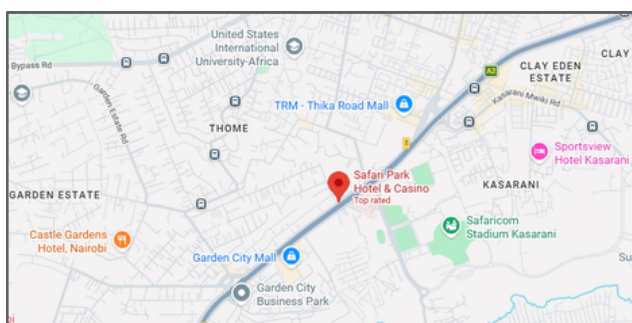 United States
International
University-Africa
Bypass Rd
A2
CLAY EDEN
ESTATE
CLAY
Garden Estate Rd
TRM - Thika Road Mall
Kasarani Mwiki Rd
THOME
Sportsview
Hotel Kasarani
Safari Park
Hotel & Casino
Top rated
KASARANI
GARDEN ESTATE
Safaricom
Stadium Kasarani
Castle Gardens
Hotel, Nairobi
Garden City Mall
Su
Garden City
Business Park
bi